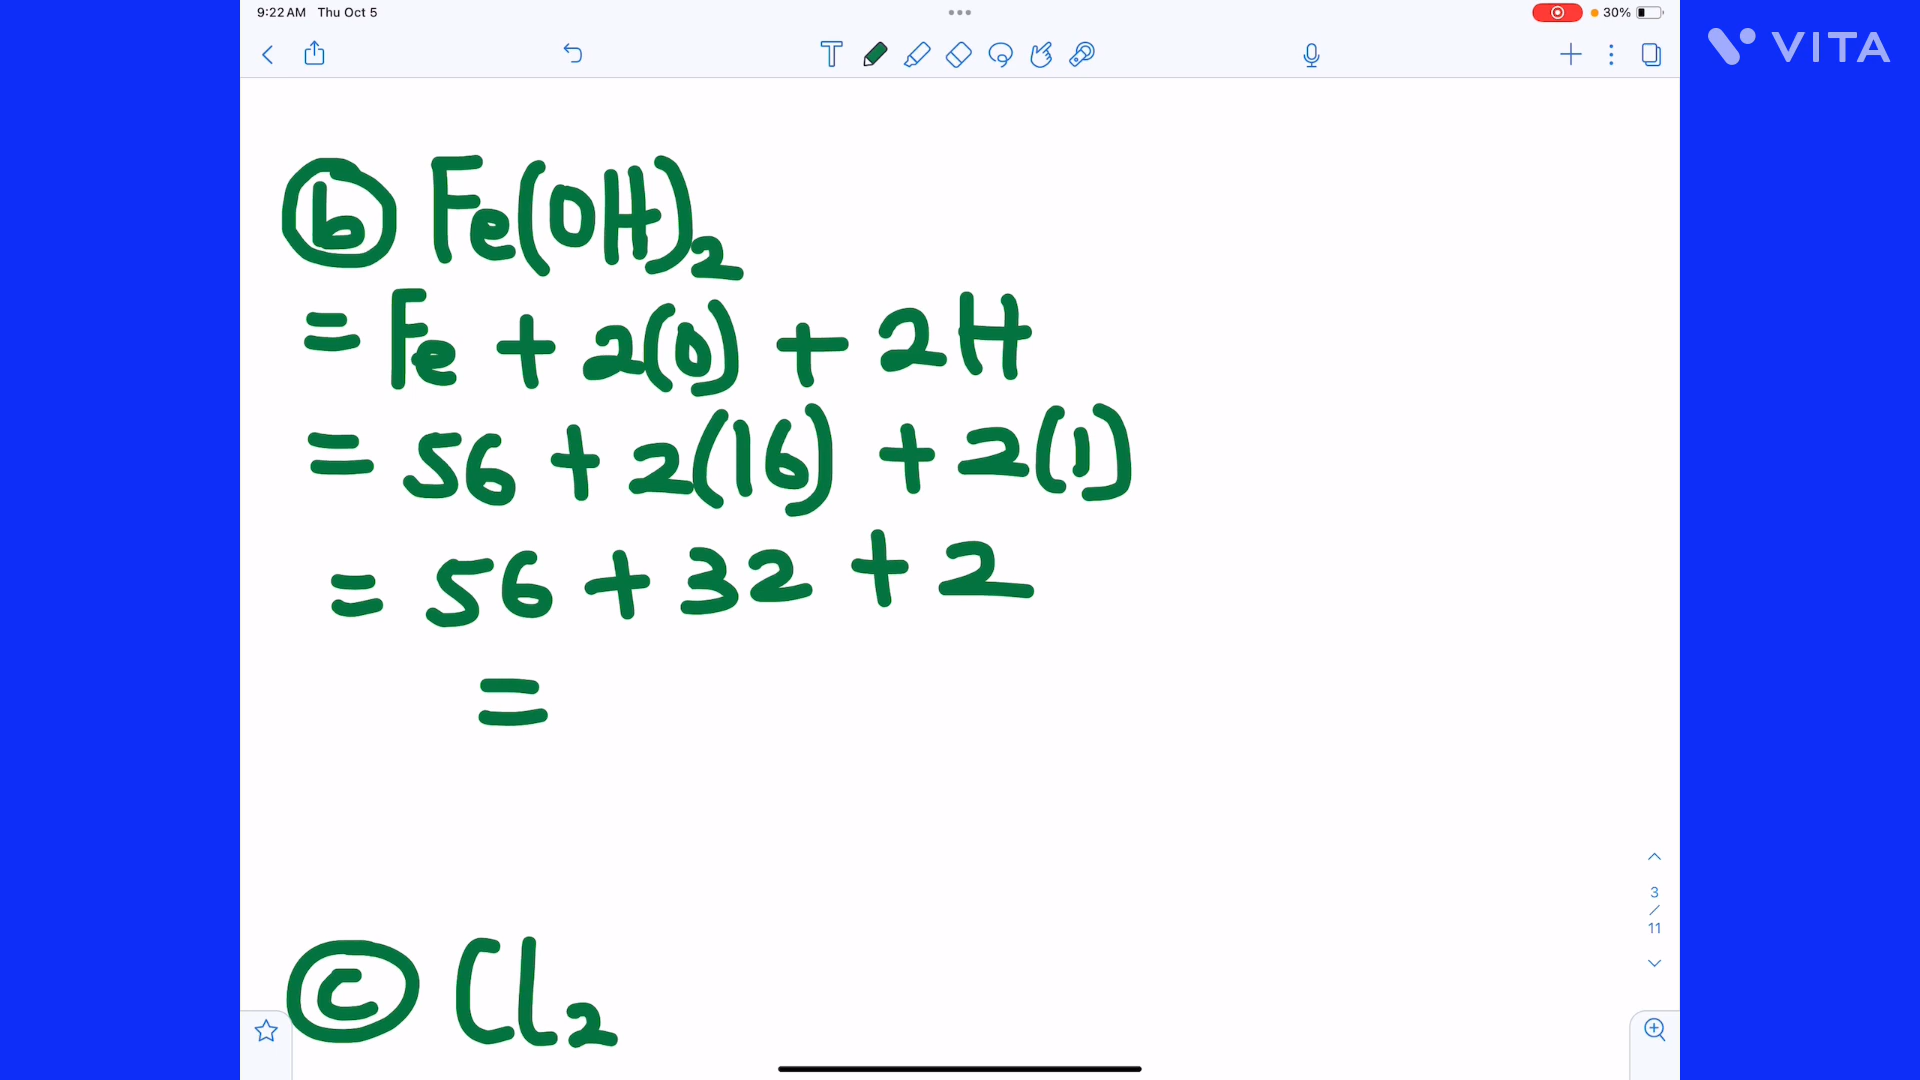 9:22 AM Thu Oct 5
30%
VITA
b Fe(OH)₂
= Fe + 2(O) + 2H
= 56 + 2(16) + 2(1)
= 56 + 32 + 2
=
3
/
11
c Cl₂